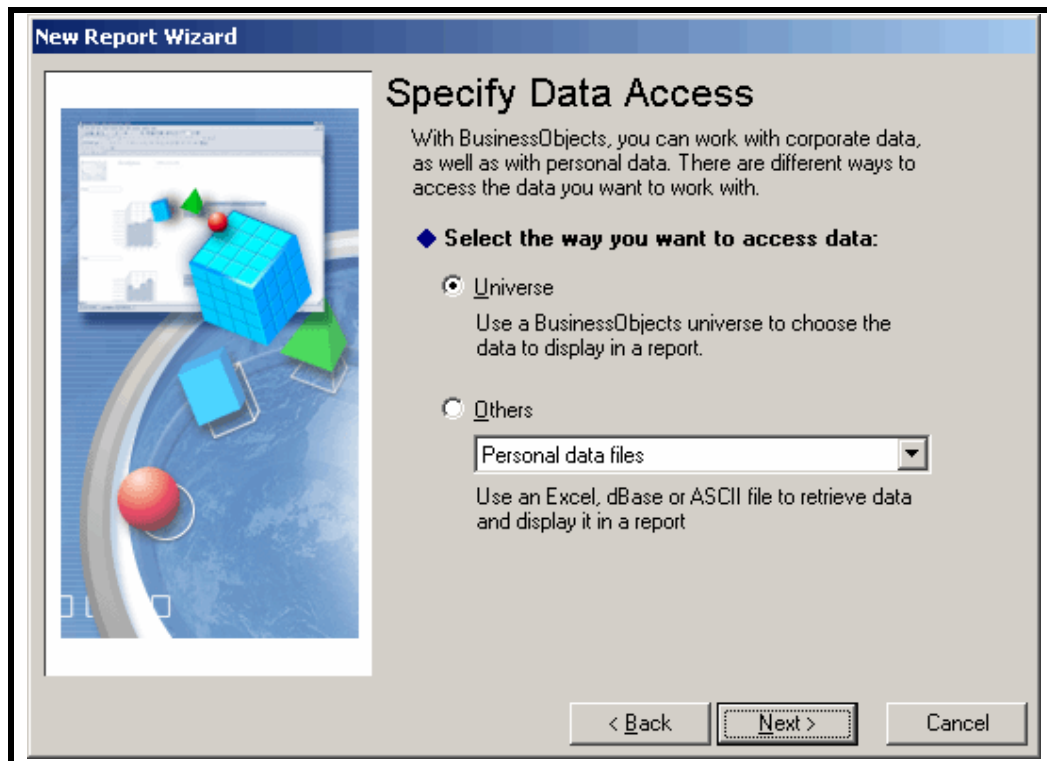 New Report Wizard
Specify Data Access
With BusinessObjects, you can work with corporate data,
as well as with personal data. There are different ways to
access the data you want to work with.
Select the way you want to access data:
Universe
Use a BusinessObjects universe to choose the
data to display in a report.
Others
Personal data files
Use an Excel, dBase or ASCII file to retrieve data
and display it in a report
< Back
Next >
Cancel